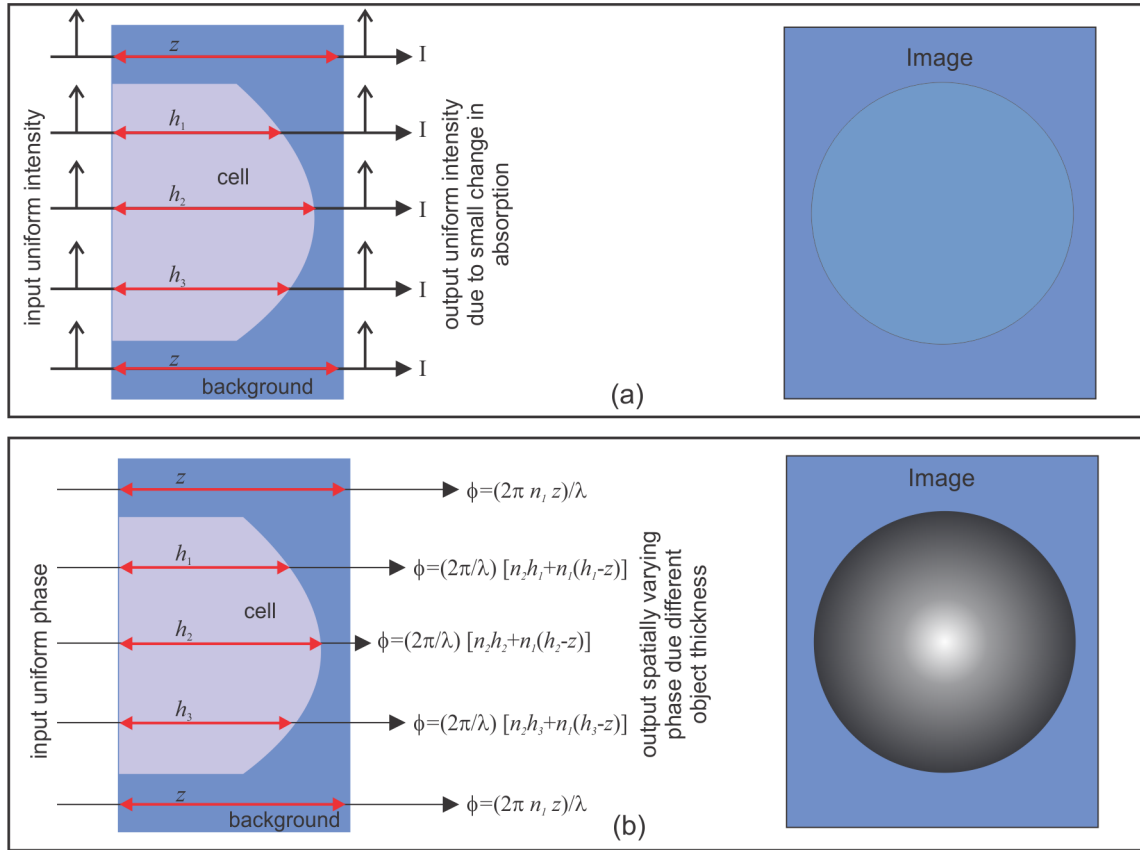 z
I
h₁
I
cell
h₂
I
h₃
I
z
I
background
input uniform intensity
output uniform intensity
due to small change in
absorption
Image
(a)
z
ϕ=(2π n₁ z)/λ
h₁
ϕ=(2π/λ) [n₂h₁+n₁(h₁-z)]
cell
h₂
ϕ=(2π/λ) [n₂h₂+n₁(h₂-z)]
h₃
ϕ=(2π/λ) [n₂h₃+n₁(h₃-z)]
z
ϕ=(2π n₁ z)/λ
background
input uniform phase
output spatially varying
phase due different
object thickness
Image
(b)